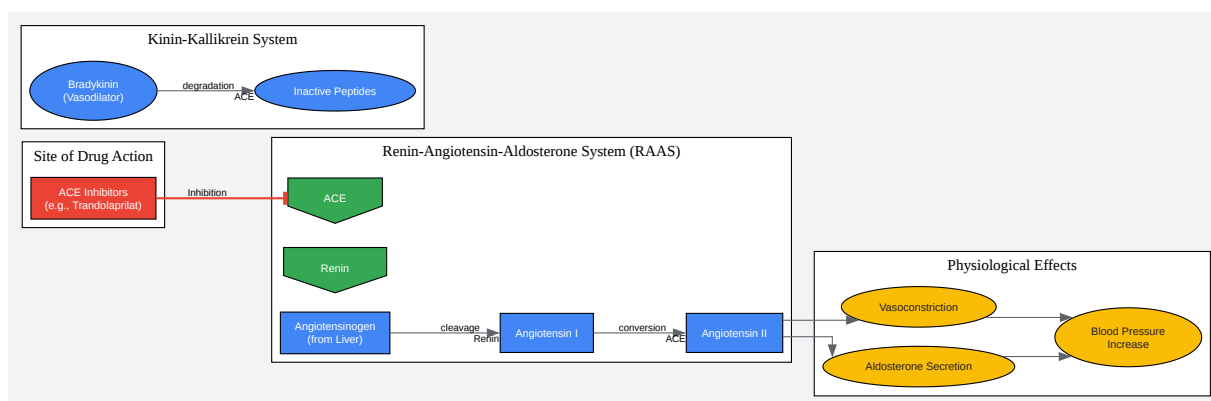 Kinin-Kallikrein System
Bradykinin
(Vasodilator)
degradation
ACE
Inactive Peptides
Site of Drug Action
ACE Inhibitors
(e.g., Trandolaprilat)
Inhibition
Renin-Angiotensin-Aldosterone System (RAAS)
ACE
Renin
Angiotensinogen
(from Liver)
cleavage
Renin
Angiotensin I
conversion
ACE
Angiotensin II
Physiological Effects
Vasoconstriction
Aldosterone Secretion
Blood Pressure
Increase